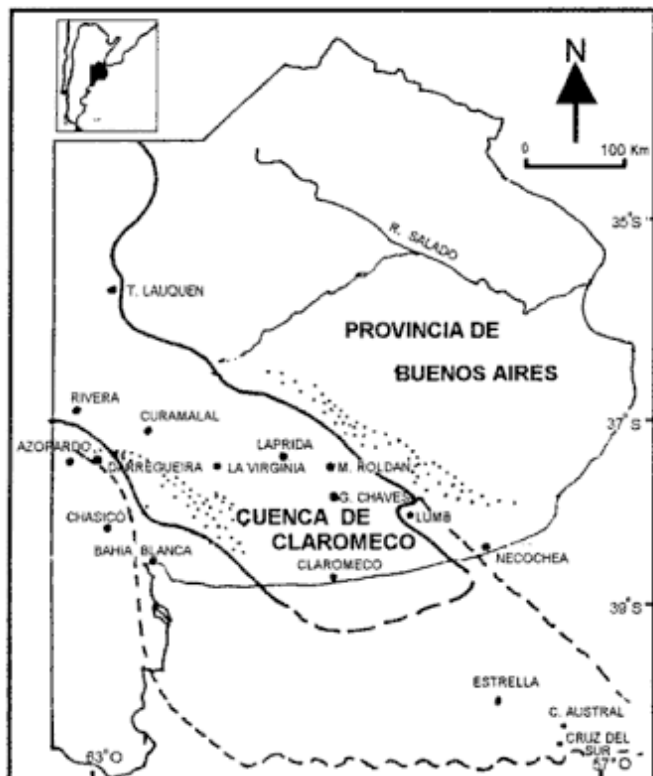 N
0 100 Km
35°S
R. SALADO
T. LAUQUEN
PROVINCIA DE
BUENOS AIRES
RIVERA
CURAMALAL
37°S
AZOPARDO
DARREGUEIRA
LA VIRGINIA
LAPRIDA
M. ROLDAN
G. CHAVES
CHASICO
CUENCA DE
CLAROMECO
LUMB
BAHIA BLANCA
NECOCHEA
CLAROMECO
39°S
ESTRELLA
C. AUSTRAL
CRUZ DEL
SUR
63°O
57°O